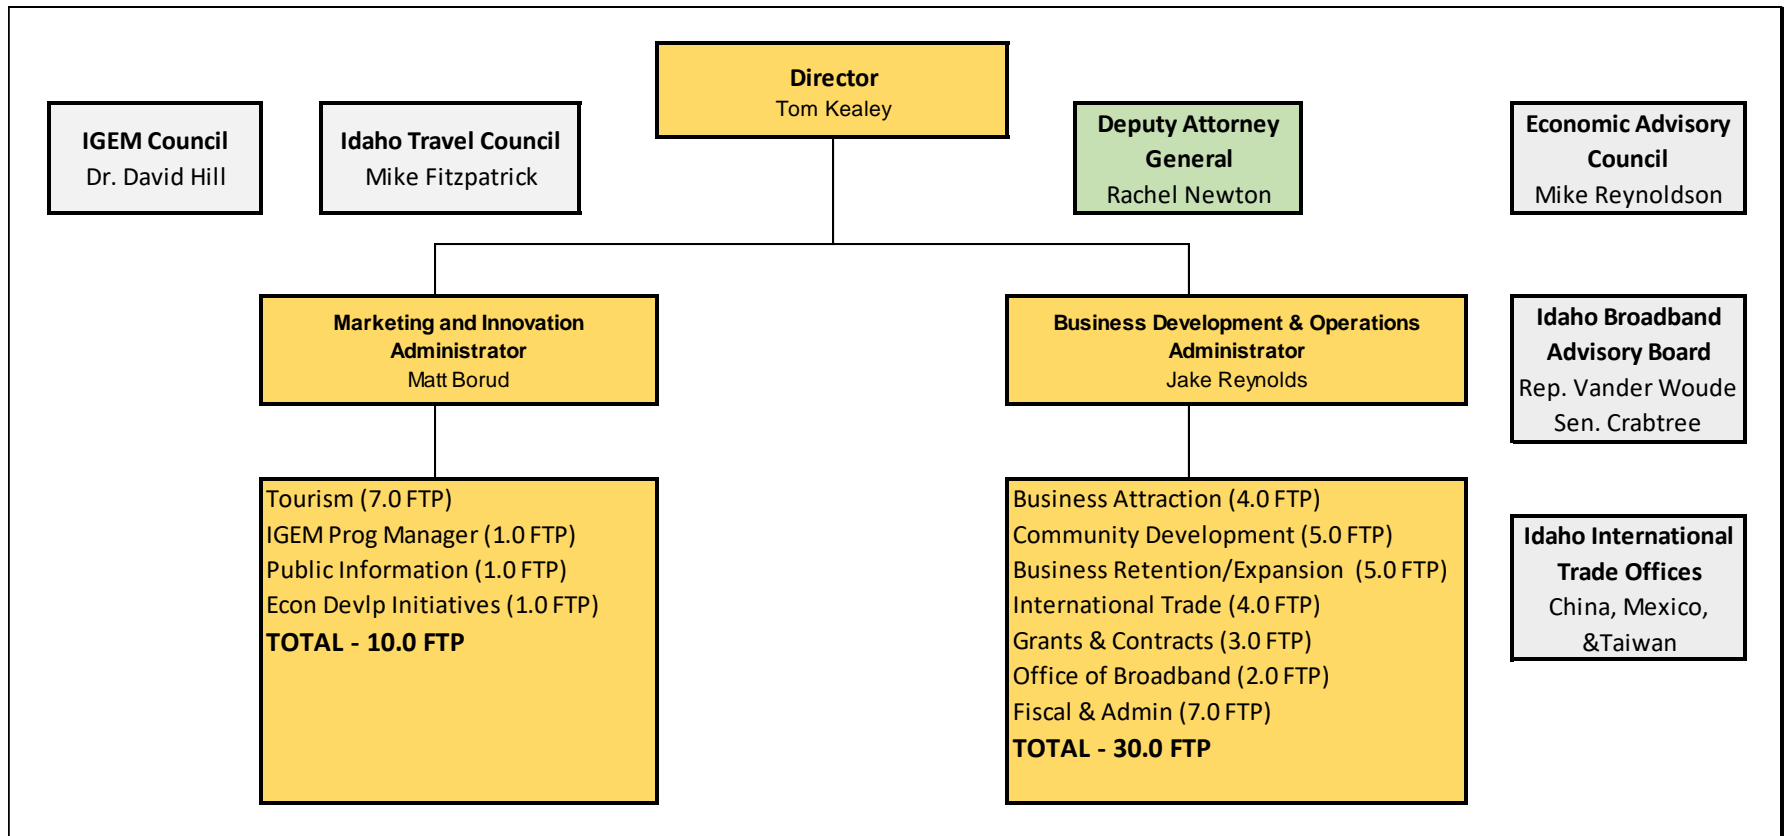 Director
Tom Kealey
IGEM Council
Dr. David Hill
Idaho Travel Council
Mike Fitzpatrick
Deputy Attorney
General
Rachel Newton
Economic Advisory
Council
Mike Reynoldson
Marketing and Innovation
Administrator
Matt Borud
Business Development & Operations
Administrator
Jake Reynolds
Idaho Broadband
Advisory Board
Rep. Vander Woude
Sen. Crabtree
Tourism (7.0 FTP)
IGEM Prog Manager (1.0 FTP)
Public Information (1.0 FTP)
Econ Devlp Initiatives (1.0 FTP)
TOTAL - 10.0 FTP
Business Attraction (4.0 FTP)
Community Development (5.0 FTP)
Business Retention/Expansion  (5.0 FTP)
International Trade (4.0 FTP)
Grants & Contracts (3.0 FTP)
Office of Broadband (2.0 FTP)
Fiscal & Admin (7.0 FTP)
TOTAL - 30.0 FTP
Idaho International
Trade Offices
China, Mexico,
&Taiwan